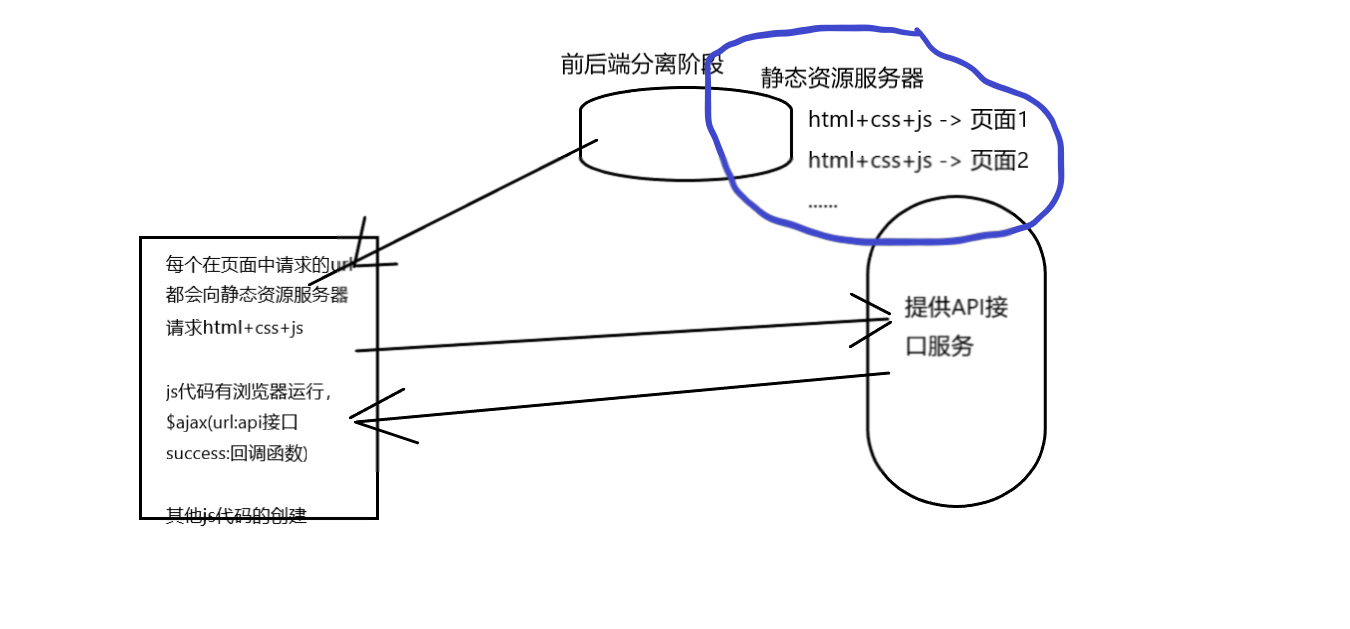 前后端分离阶段
静态资源服务器
html+css+js -> 页面1
html+css+js -> 页面2
......
每个在页面中请求的url
都会向静态资源服务器
请求html+css+js
js代码有浏览器运行，
$ajax(url:api接口
success:回调函数)
其他js代码的创建
提供API接
口服务